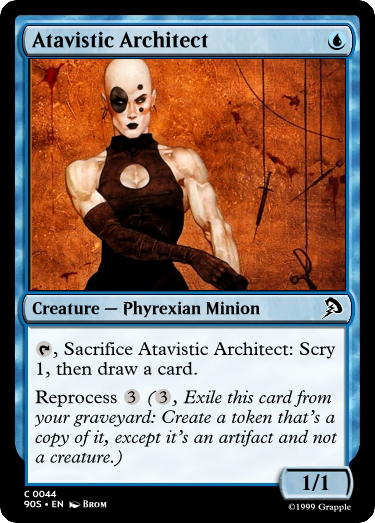 Atavistic Architect
Creature — Phyrexian Minion
, Sacrifice Atavistic Architect: Scry
1, then draw a card.
Reprocess 3 (3, Exile this card from
your graveyard: Create a token that's a
copy of it, except it's an artifact and not
a creature.)
1/1
C 0044
90S • EN Brom
©1999 Grapple